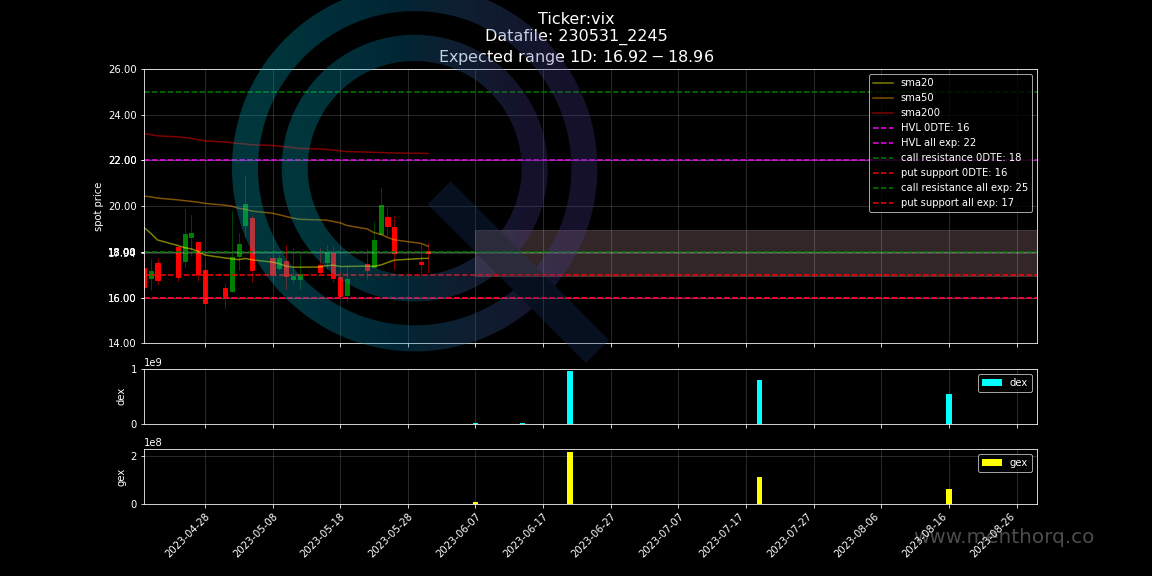 Ticker:vix
Datafile: 230531_2245
Expected range 1D: 16.92 − 18.96
26.00
24.00
22.00
22.00
20.00
18.00
16.00
16.00
14.00
spot price
sma20
sma50
sma200
HVL 0DTE: 16
HVL all exp: 22
call resistance 0DTE: 18
put support 0DTE: 16
call resistance all exp: 25
put support all exp: 17
1e9
1
0
dex
dex
1e8
2
0
gex
gex
2023-04-28
2023-05-08
2023-05-18
2023-05-28
2023-06-07
2023-06-17
2023-06-27
2023-07-07
2023-07-17
2023-07-27
2023-08-06
2023-08-16
2023-08-26
www.menthorq.co